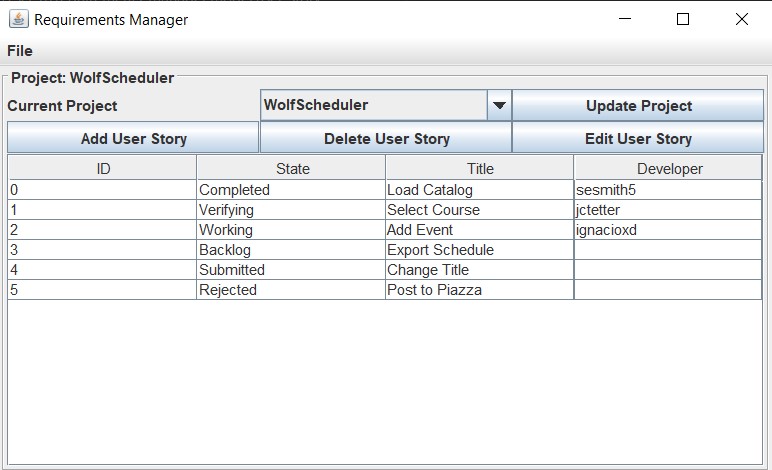 Requirements Manager
File
Project: WolfScheduler
Current Project WolfScheduler Update Project
Add User Story Delete User Story Edit User Story
ID State Title Developer
0 Completed Load Catalog sesmith5
1 Verifying Select Course jctetter
2 Working Add Event ignacioxd
3 Backlog Export Schedule
4 Submitted Change Title
5 Rejected Post to Piazza